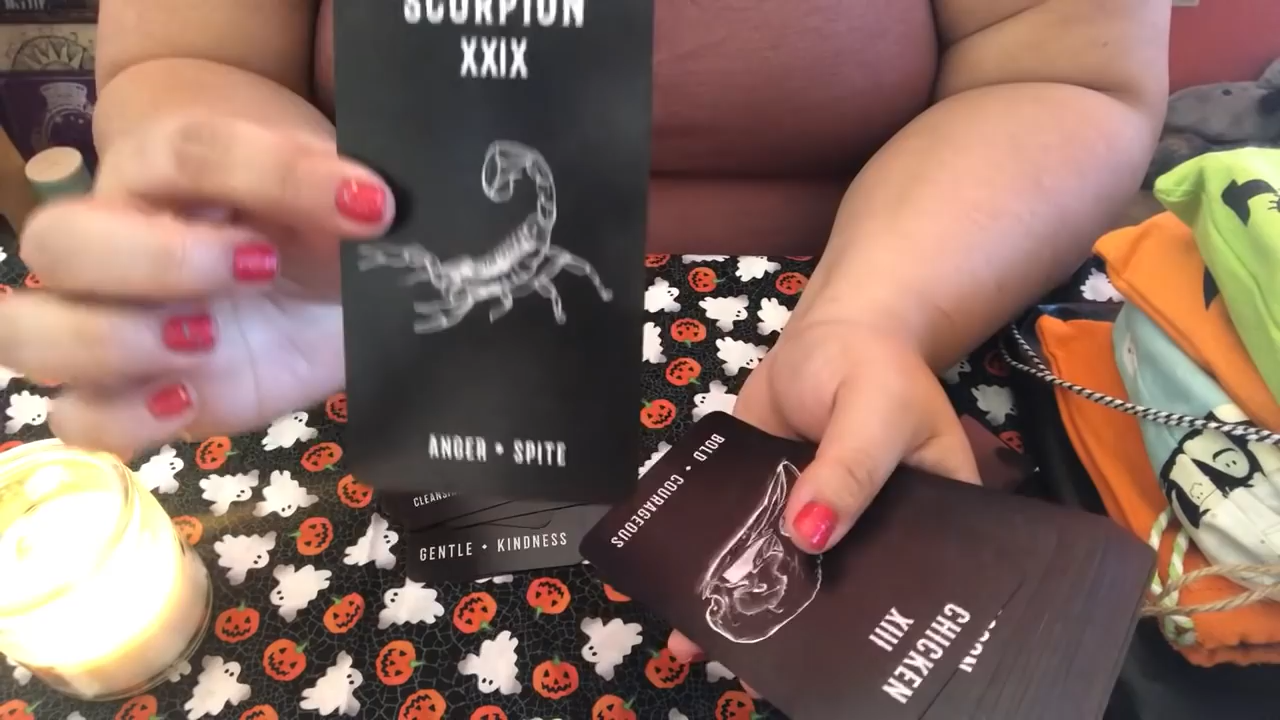 SCORPION
XXIX
ANGER • SPITE
GENTLE • KINDNESS
BOLD • COURAGEOUS
CHICKEN
XIII